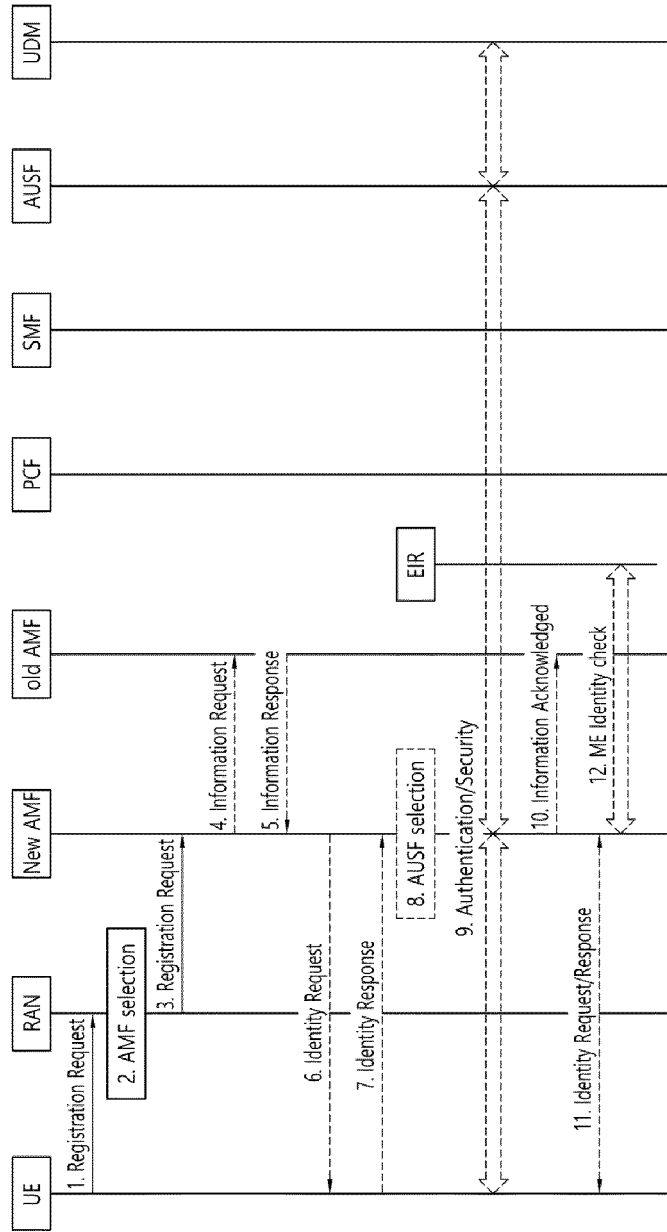 UE
RAN
New AMF
old AMF
EIR
PCF
SMF
AUSF
UDM
1. Registration Request
2. AMF selection
3. Registration Request
4. Information Request
5. Information Response
6. Identity Request
7. Identity Response
8. AUSF selection
9. Authentication/Security
10. Information Acknowledged
11. Identity Request/Response
12. ME Identity check